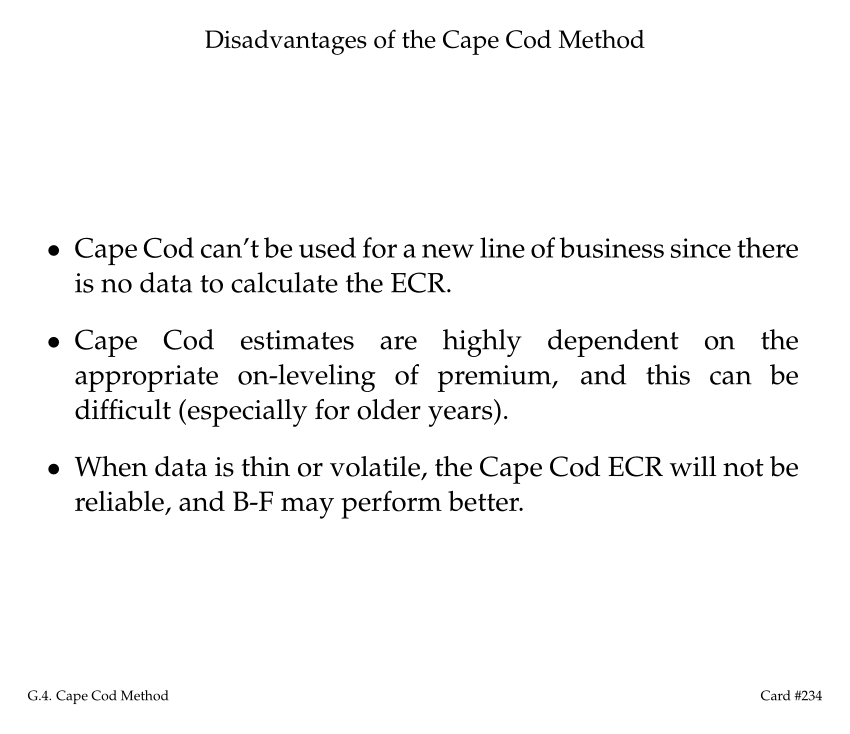 Disadvantages of the Cape Cod Method
• Cape Cod can't be used for a new line of business since there
is no data to calculate the ECR.
• Cape Cod estimates are highly dependent on the
appropriate on-leveling of premium, and this can be
difficult (especially for older years).
• When data is thin or volatile, the Cape Cod ECR will not be
reliable, and B-F may perform better.
G.4. Cape Cod Method
Card #234